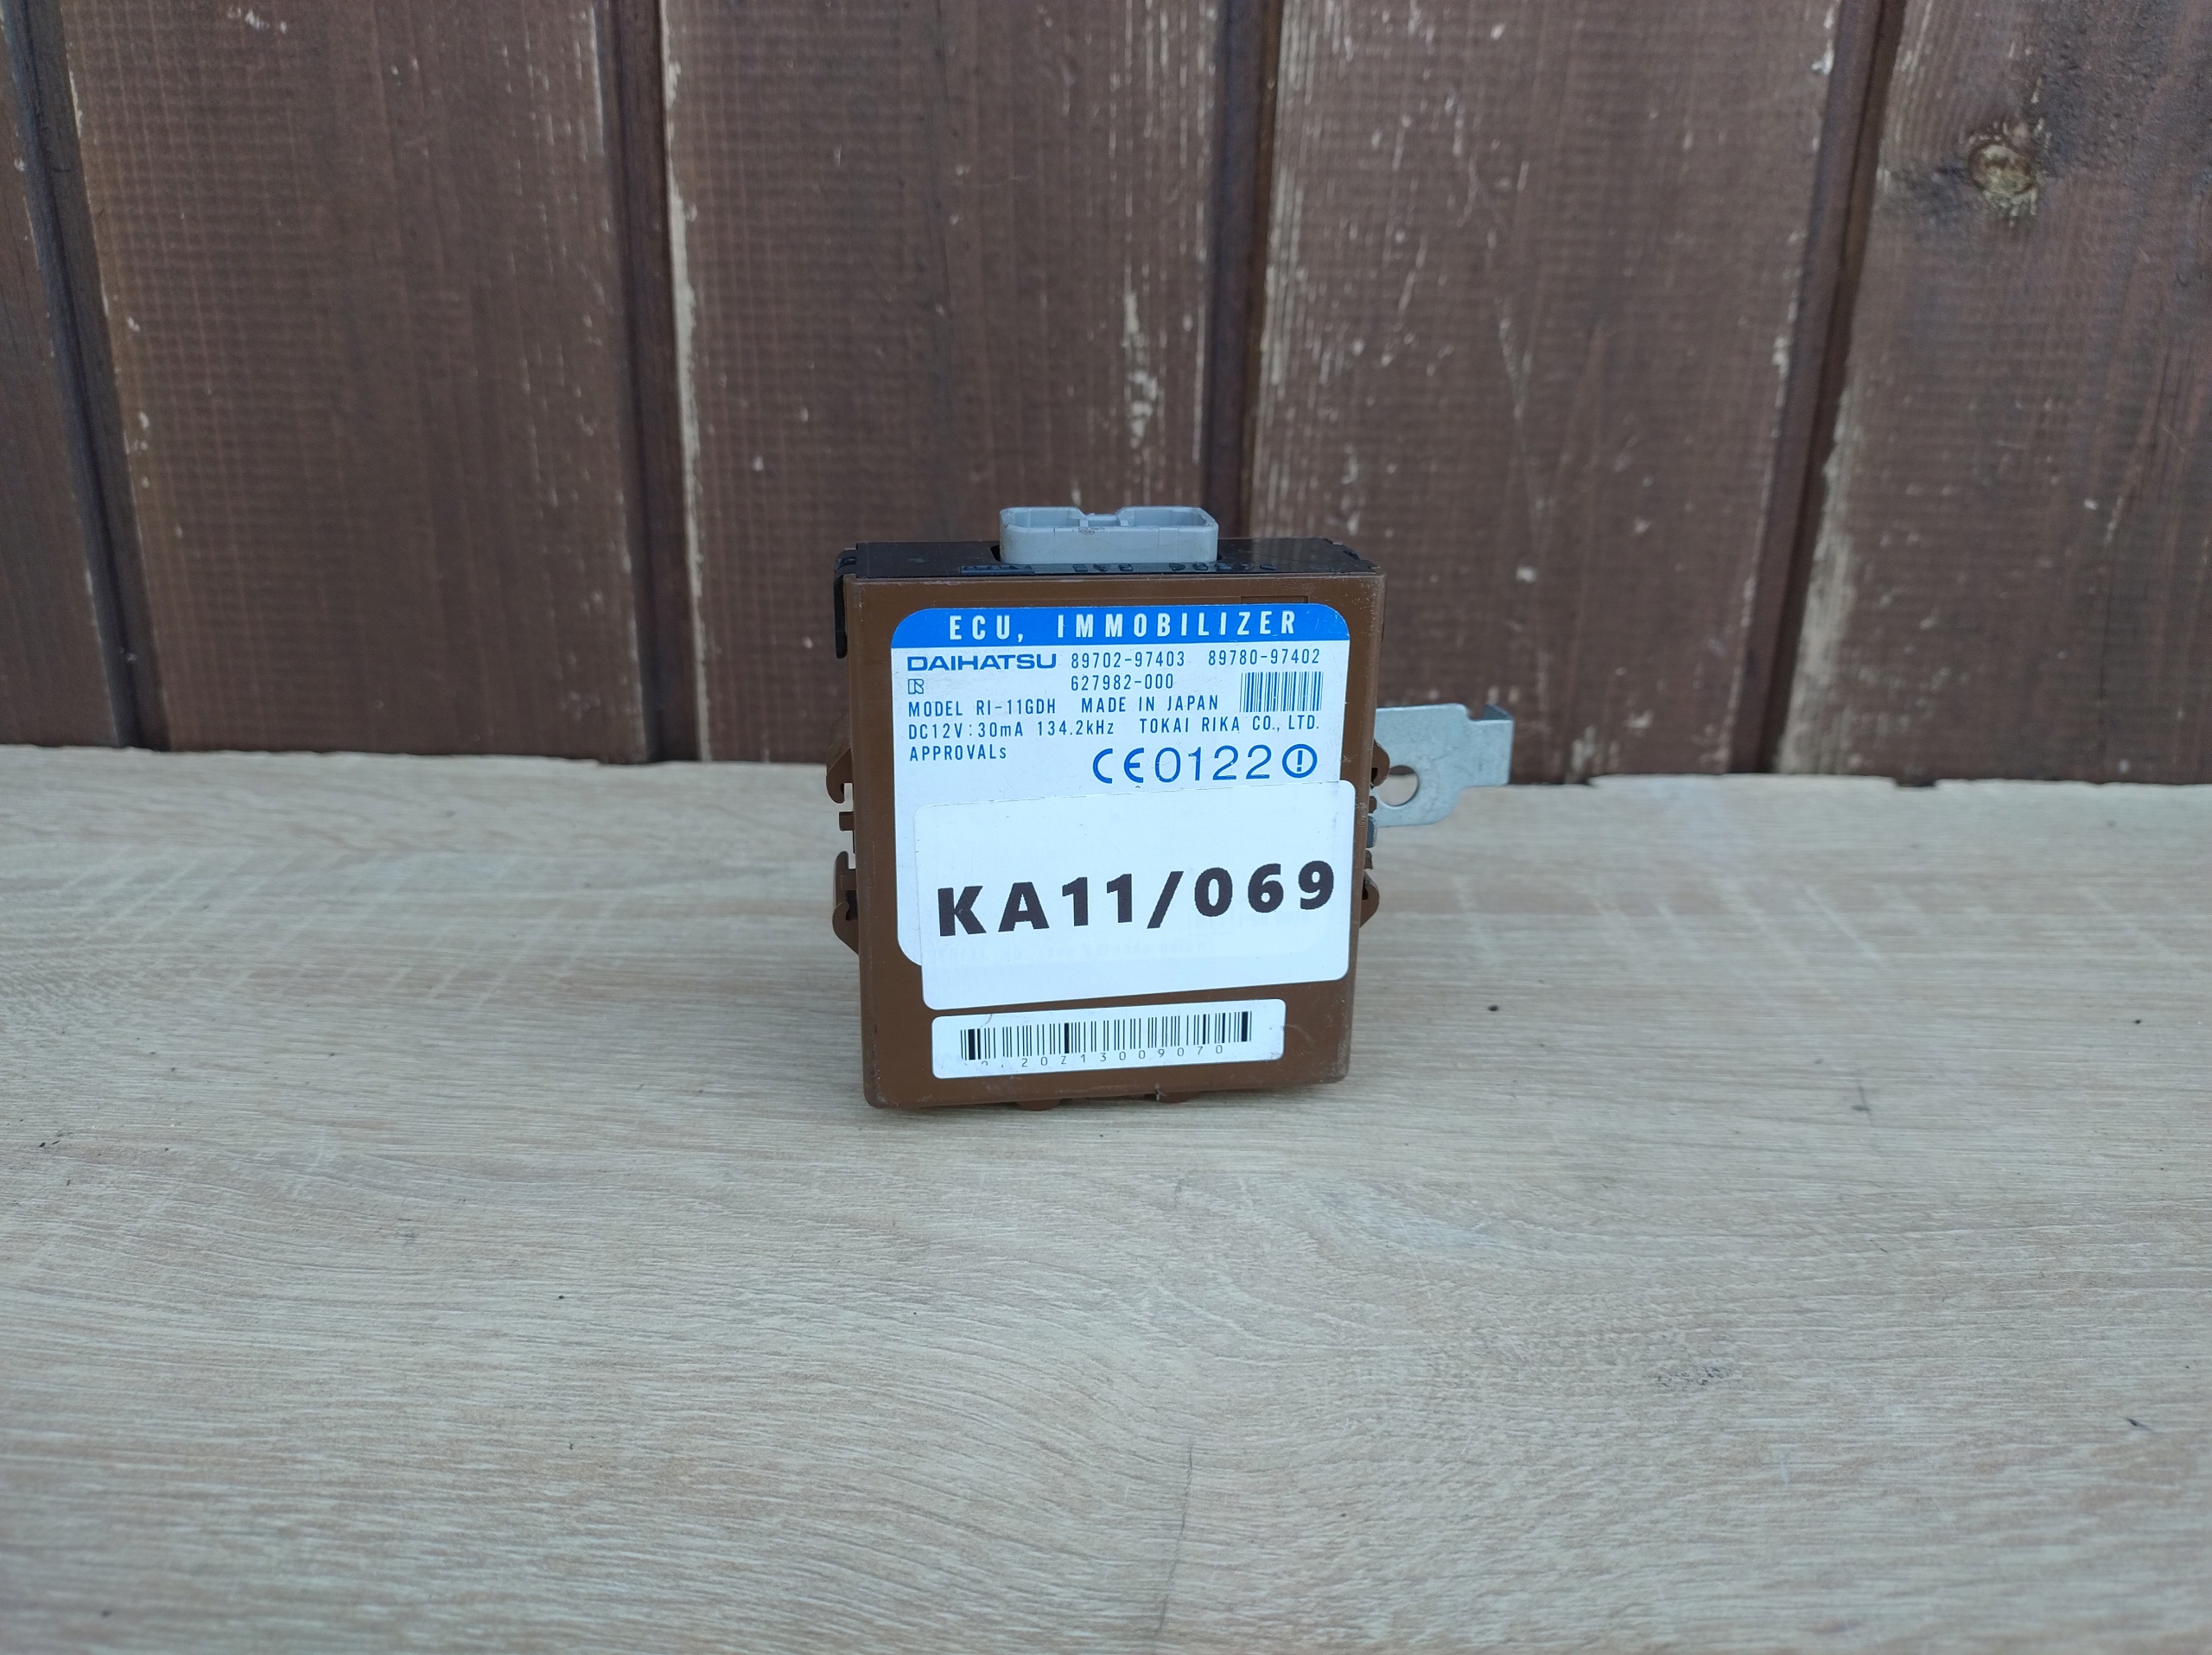 ECU, IMMOBILIZER
DAIHATSU 89702-97403 89780-97402
627982-000
MODEL RI-11GDH MADE IN JAPAN
DC12V:30mA 134.2kHz TOKAI RIKA CO., LTD.
APPROVALs
CE0122
KA11/069
20Z13009070